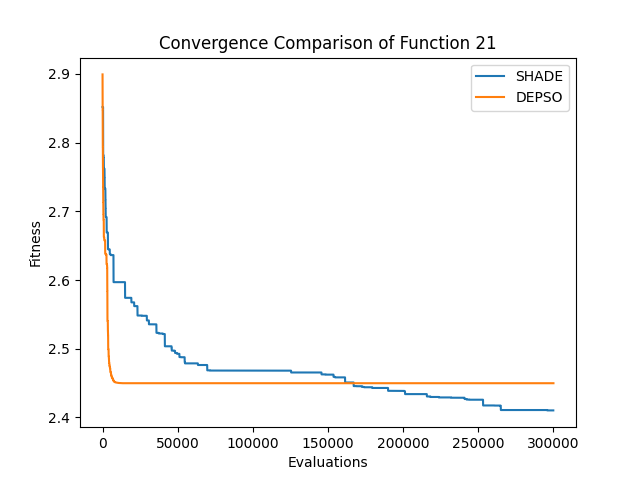 Convergence Comparison of Function 21
SHADE
DEPSO
Fitness
2.9
2.8
2.7
2.6
2.5
2.4
0 50000 100000 150000 200000 250000 300000
Evaluations